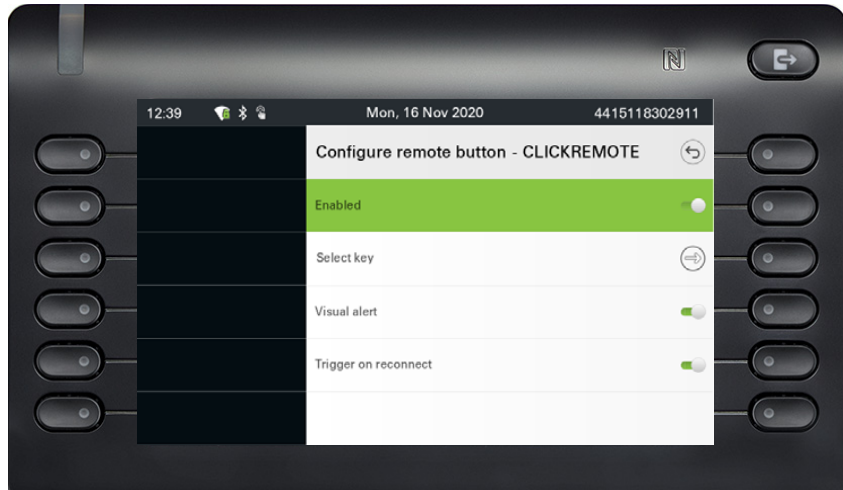 12:39 Mon, 16 Nov 2020 4415118302911
Configure remote button - CLICKREMOTE
Enabled
Select key
Visual alert
Trigger on reconnect